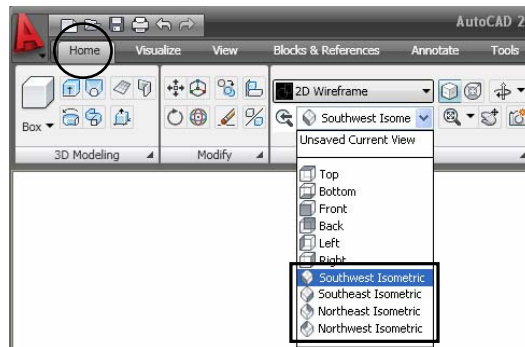 AutoCAD 2
Home Visualize View Blocks & References Annotate Tools
2D Wireframe
Box Southwest Isome
Unsaved Current View
3D Modeling Modify
Top
Bottom
Front
Back
Left
Right
Southwest Isometric
Southeast Isometric
Northeast Isometric
Northwest Isometric